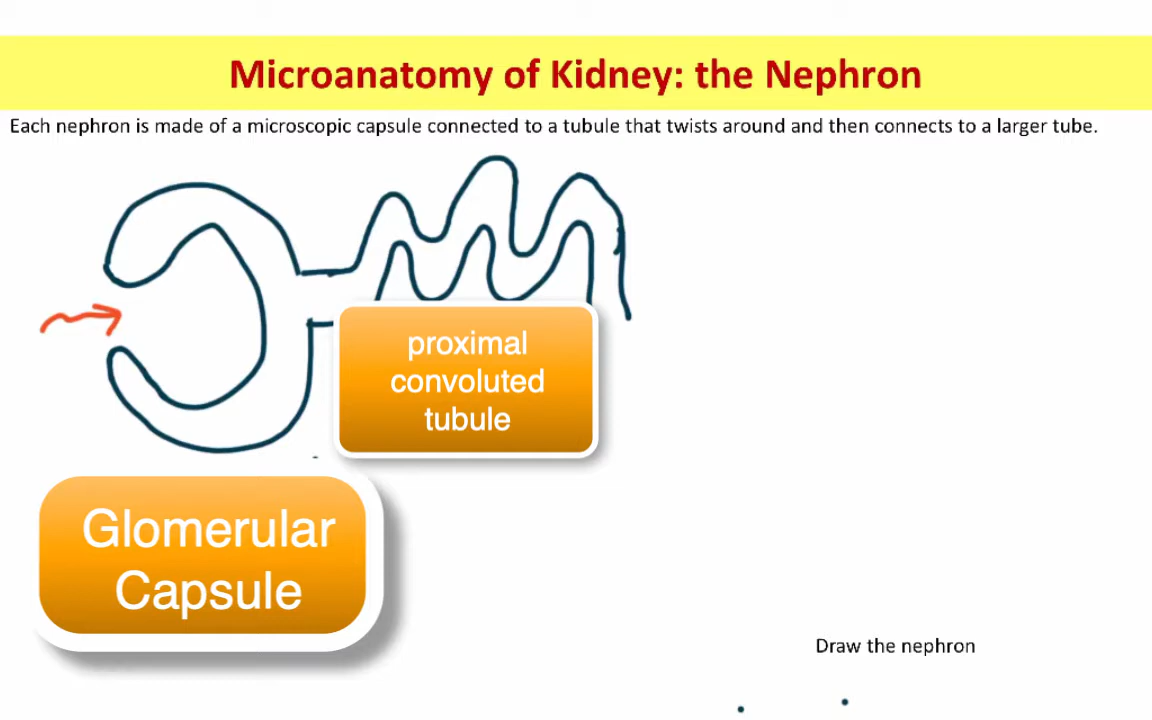 Microanatomy of Kidney: the Nephron
Each nephron is made of a microscopic capsule connected to a tubule that twists around and then connects to a larger tube.
proximal
convoluted
tubule
Glomerular
Capsule
Draw the nephron